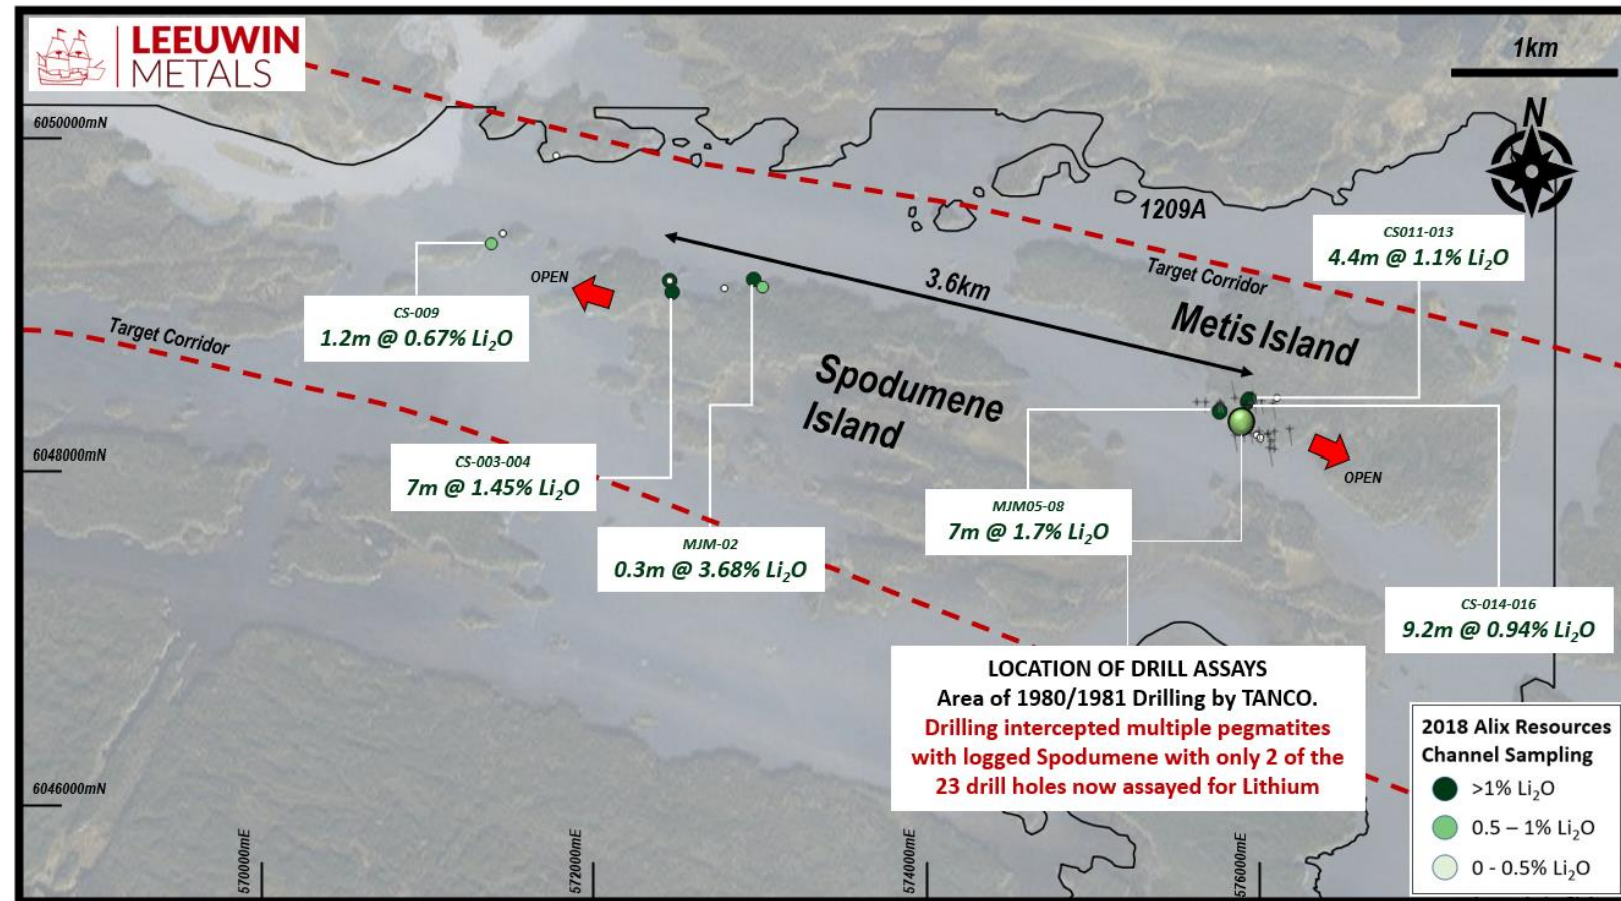 LEEUWIN
METALS
1km
N
6050000mN
6048000mN
6046000mN
570000mE
572000mE
574000mE
576000mE
1209A
Target Corridor
Target Corridor
3.6km
OPEN
OPEN
Metis Island
Spodumene
Island
CS011-013
4.4m @ 1.1% Li₂O
CS-009
1.2m @ 0.67% Li₂O
CS-003-004
7m @ 1.45% Li₂O
MJM-02
0.3m @ 3.68% Li₂O
MJM05-08
7m @ 1.7% Li₂O
CS-014-016
9.2m @ 0.94% Li₂O
LOCATION OF DRILL ASSAYS
Area of 1980/1981 Drilling by TANCO.
Drilling intercepted multiple pegmatites
with logged Spodumene with only 2 of the
23 drill holes now assayed for Lithium
2018 Alix Resources
Channel Sampling
>1% Li₂O
0.5 – 1% Li₂O
0 - 0.5% Li₂O